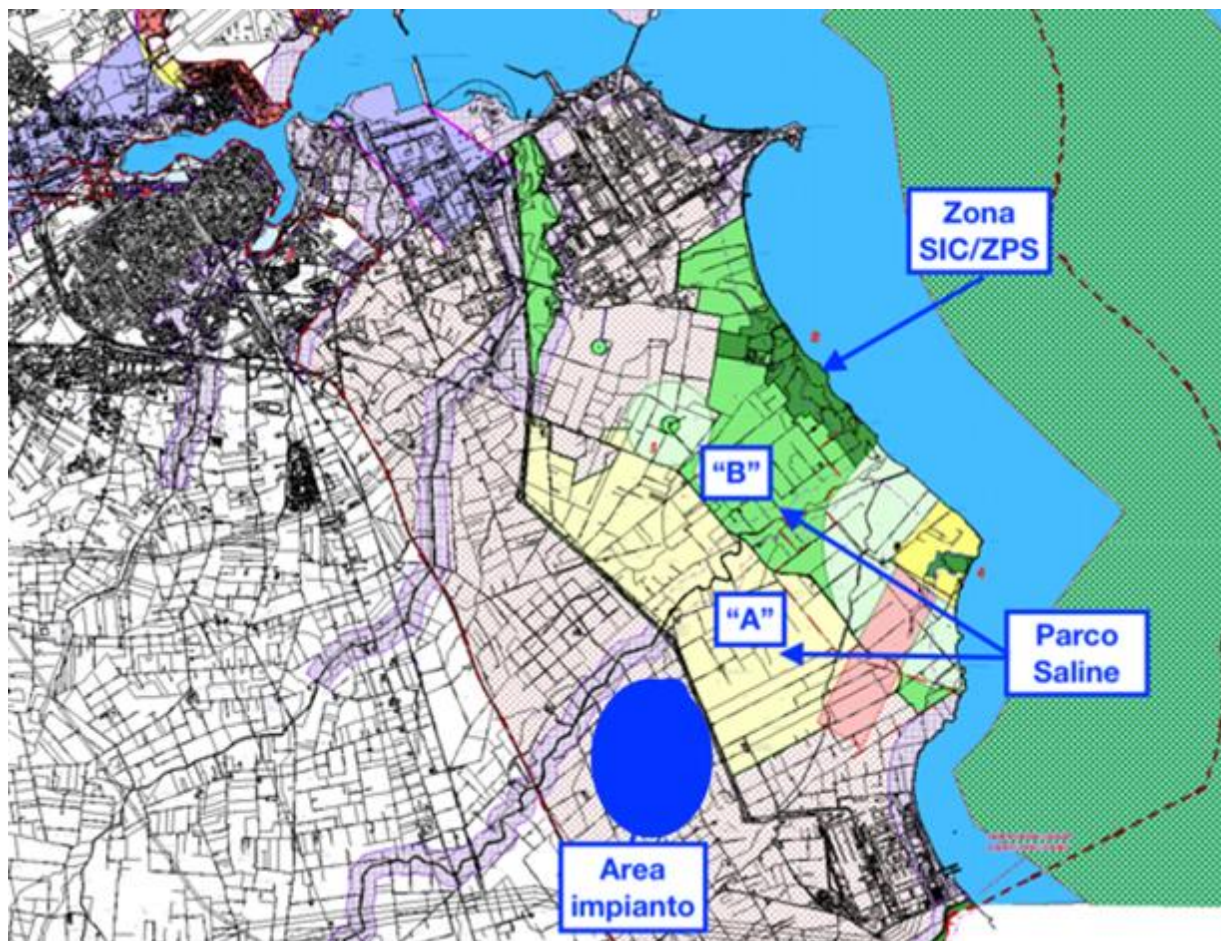 Zona
SIC/ZPS
“B”
“A”
Parco
Saline
Area
impianto